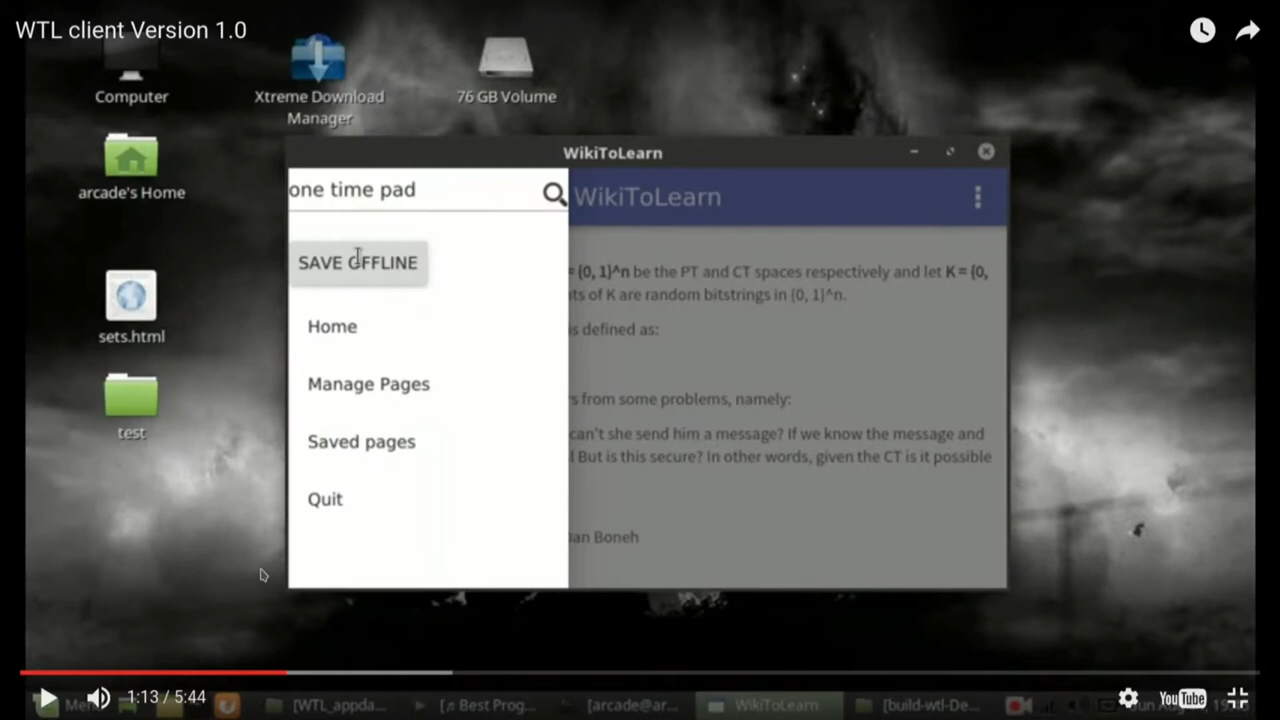 WTL client Version 1.0
Computer
Xtreme Download
Manager
76 GB Volume
arcade's Home
sets.html
test
WikiToLearn
one time pad
WikiToLearn
SAVE OFFLINE
Home
Manage Pages
Saved pages
Quit
= {0, 1}^n be the PT and CT spaces respectively and let K = {0,
ts of K are random bitstrings in {0, 1}^n.
s defined as:
s from some problems, namely:
can't she send him a message? If we know the message and
! But is this secure? In other words, given the CT is it possible
an Boneh
1:13 / 5:44
YouTube
[WTL_appda...
[♫ Best Prog...
[arcade@ar...
WikiToLearn
[build-wtl-De...